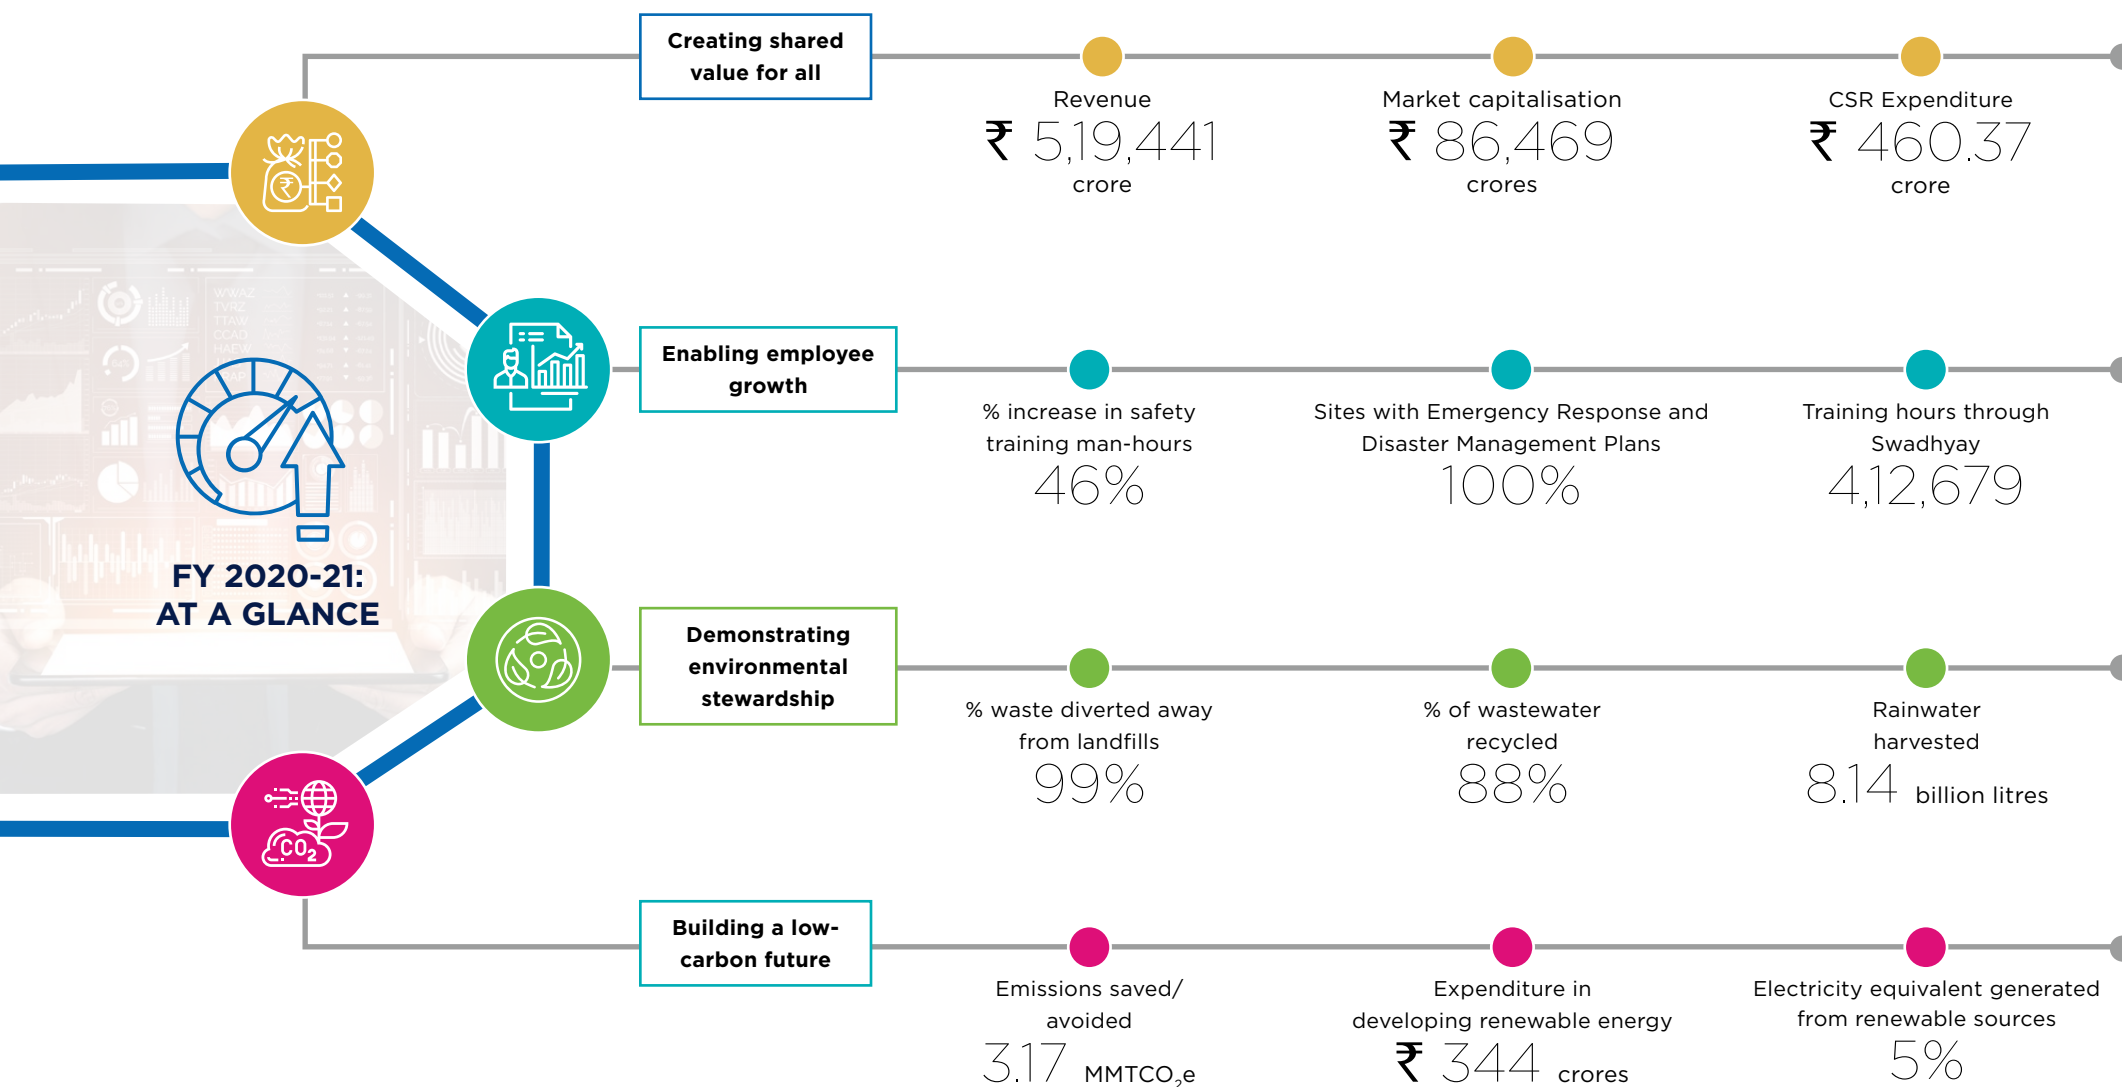 Creating shared
value for all
Revenue
₹ 5,19,441
crore
Market capitalisation
₹ 86,469
crores
CSR Expenditure
₹ 460.37
crore
Enabling employee
growth
% increase in safety
training man-hours
46%
Sites with Emergency Response and
Disaster Management Plans
100%
Training hours through
Swadhyay
4,12,679
WWAZ
TVRZ
TTAW
CCAD
HAEW
FY 2020-21:
AT A GLANCE
Demonstrating
environmental
stewardship
% waste diverted away
from landfills
99%
% of wastewater
recycled
88%
Rainwater
harvested
8.14 billion litres
CO₂
Building a low-
carbon future
Emissions saved/
avoided
3.17 MMTCO₂e
Expenditure in
developing renewable energy
₹ 344 crores
Electricity equivalent generated
from renewable sources
5%